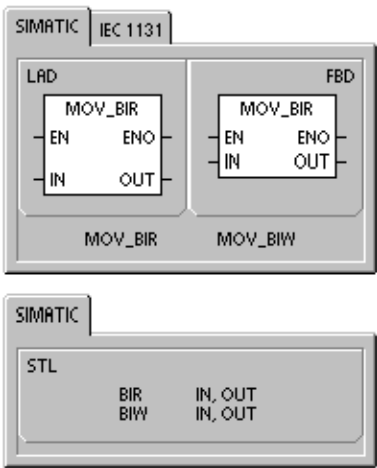 SIMATIC IEC 1131
LAD FBD
MOV_BIR MOV_BIR
EN ENO EN ENO
IN OUT IN OUT
MOV_BIR MOV_BIW
SIMATIC
STL
BIR IN, OUT
BIW IN, OUT